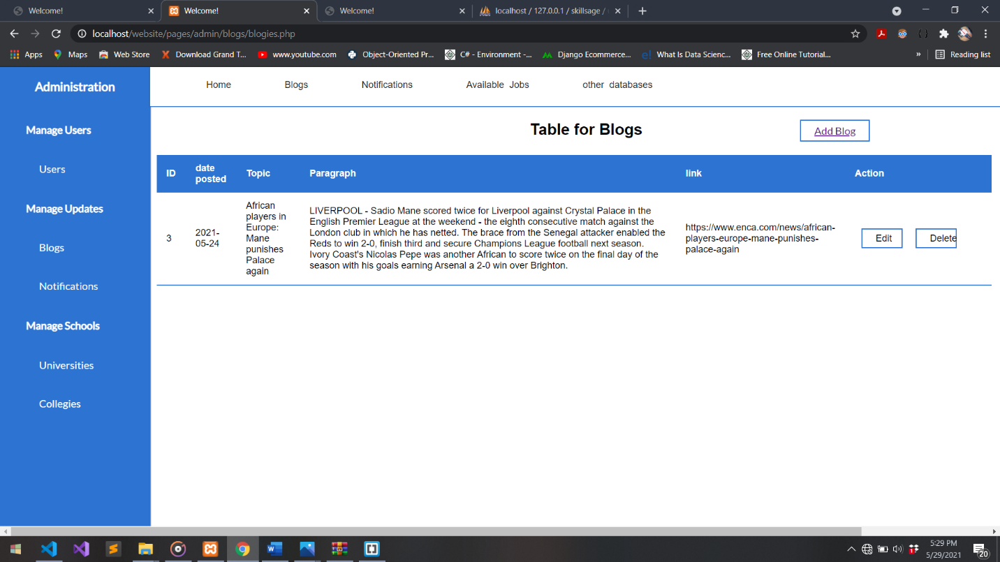 Welcome!
Welcome!
Welcome!
localhost / 127.0.0.1 / skillsage /
localhost/website/pages/admin/blogs/blogies.php
Apps
Maps
Web Store
Download Grand T...
www.youtube.com
Object-Oriented Pr...
C# - Environment -...
Django Ecommerce...
What Is Data Scienc...
Free Online Tutorial...
»
Reading list
Administration
Home
Blogs
Notifications
Available Jobs
other databases
Manage Users
Users
Manage Updates
Blogs
Notifications
Manage Schools
Universities
Collegies
Table for Blogs
Add Blog
ID
date
posted
Topic
Paragraph
link
Action
3
2021-
05-24
African
players in
Europe:
Mane
punishes
Palace
again
LIVERPOOL - Sadio Mane scored twice for Liverpool against Crystal Palace in the
English Premier League at the weekend - the eighth consecutive match against the
London club in which he has netted. The brace from the Senegal attacker enabled the
Reds to win 2-0, finish third and secure Champions League football next season.
Ivory Coast's Nicolas Pepe was another African to score twice on the final day of the
season with his goals earning Arsenal a 2-0 win over Brighton.
https://www.enca.com/news/african-
players-europe-mane-punishes-
palace-again
Edit
Delete
5:29 PM
5/29/2021
20